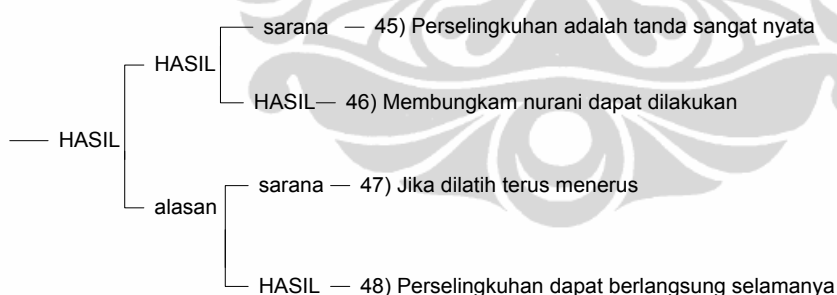 sarana — 45) Perselingkuhan adalah tanda sangat nyata
HASIL
HASIL— 46) Membungkam nurani dapat dilakukan
— HASIL
sarana — 47) Jika dilatih terus menerus
alasan
HASIL — 48) Perselingkuhan dapat berlangsung selamanya